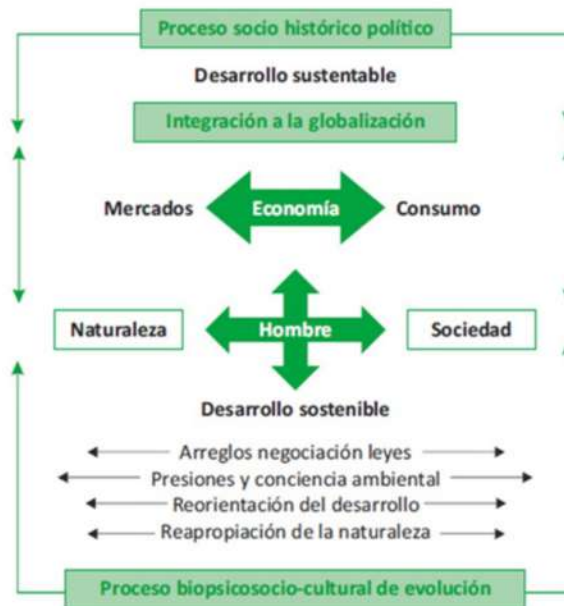 Proceso socio histórico político
Desarrollo sustentable
Integración a la globalización
Mercados Economía Consumo
Naturaleza Hombre Sociedad
Desarrollo sostenible
Arreglos negociación leyes
Presiones y conciencia ambiental
Reorientación del desarrollo
Reapropiación de la naturaleza
Proceso biopsicosocio-cultural de evolución